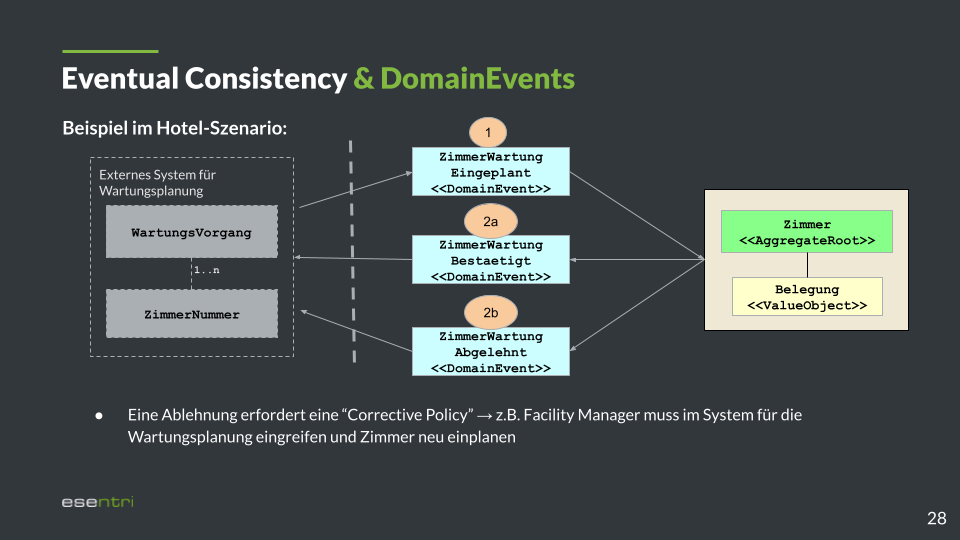 Eventual Consistency & DomainEvents
Beispiel im Hotel-Szenario:
Externes System für
Wartungsplanung
WartungsVorgang
1..n
ZimmerNummer
1
ZimmerWartung
Eingeplant
<<DomainEvent>>
2a
ZimmerWartung
Bestaetigt
<<DomainEvent>>
2b
ZimmerWartung
Abgelehnt
<<DomainEvent>>
Zimmer
<<AggregateRoot>>
Belegung
<<ValueObject>>
● Eine Ablehnung erfordert eine “Corrective Policy” → z.B. Facility Manager muss im System für die
Wartungsplanung eingreifen und Zimmer neu einplanen
esentri
28